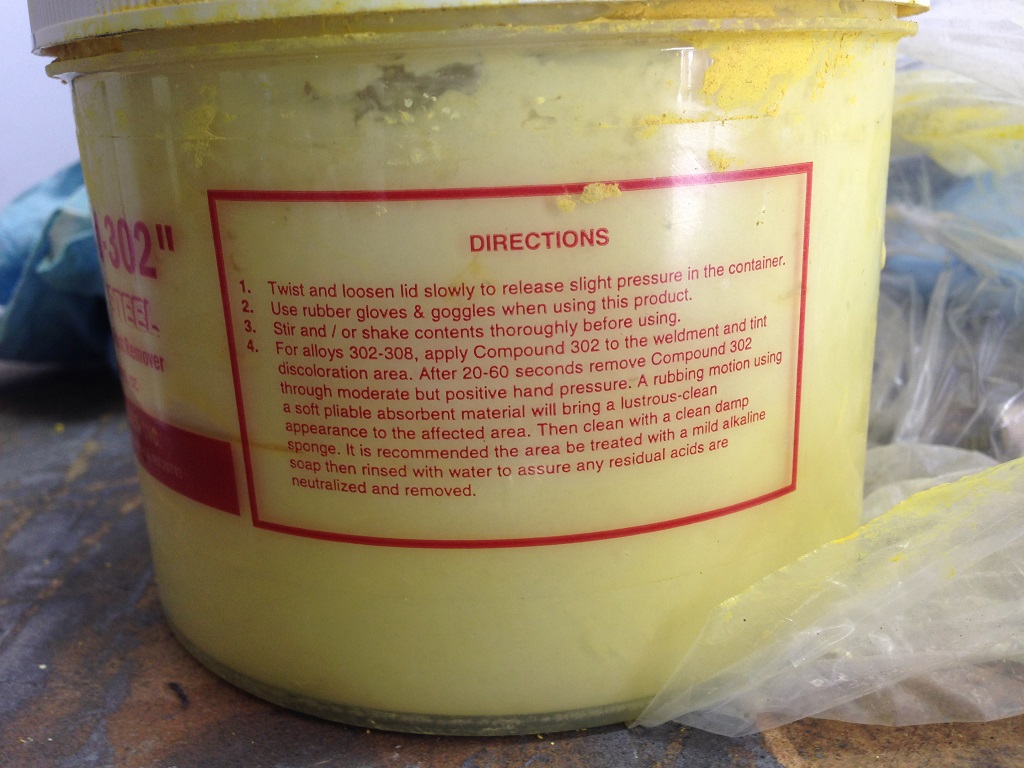 302"
STEEL
Remover
DIRECTIONS
1. Twist and loosen lid slowly to release slight pressure in the container.
2. Use rubber gloves & goggles when using this product.
3. Stir and / or shake contents thoroughly before using.
4. For alloys 302-308, apply Compound 302 to the weldment and tint
discoloration area. After 20-60 seconds remove Compound 302
through moderate but positive hand pressure. A rubbing motion using
a soft pliable absorbent material will bring a lustrous-clean
appearance to the affected area. Then clean with a clean damp
sponge. It is recommended the area be treated with a mild alkaline
soap then rinsed with water to assure any residual acids are
neutralized and removed.